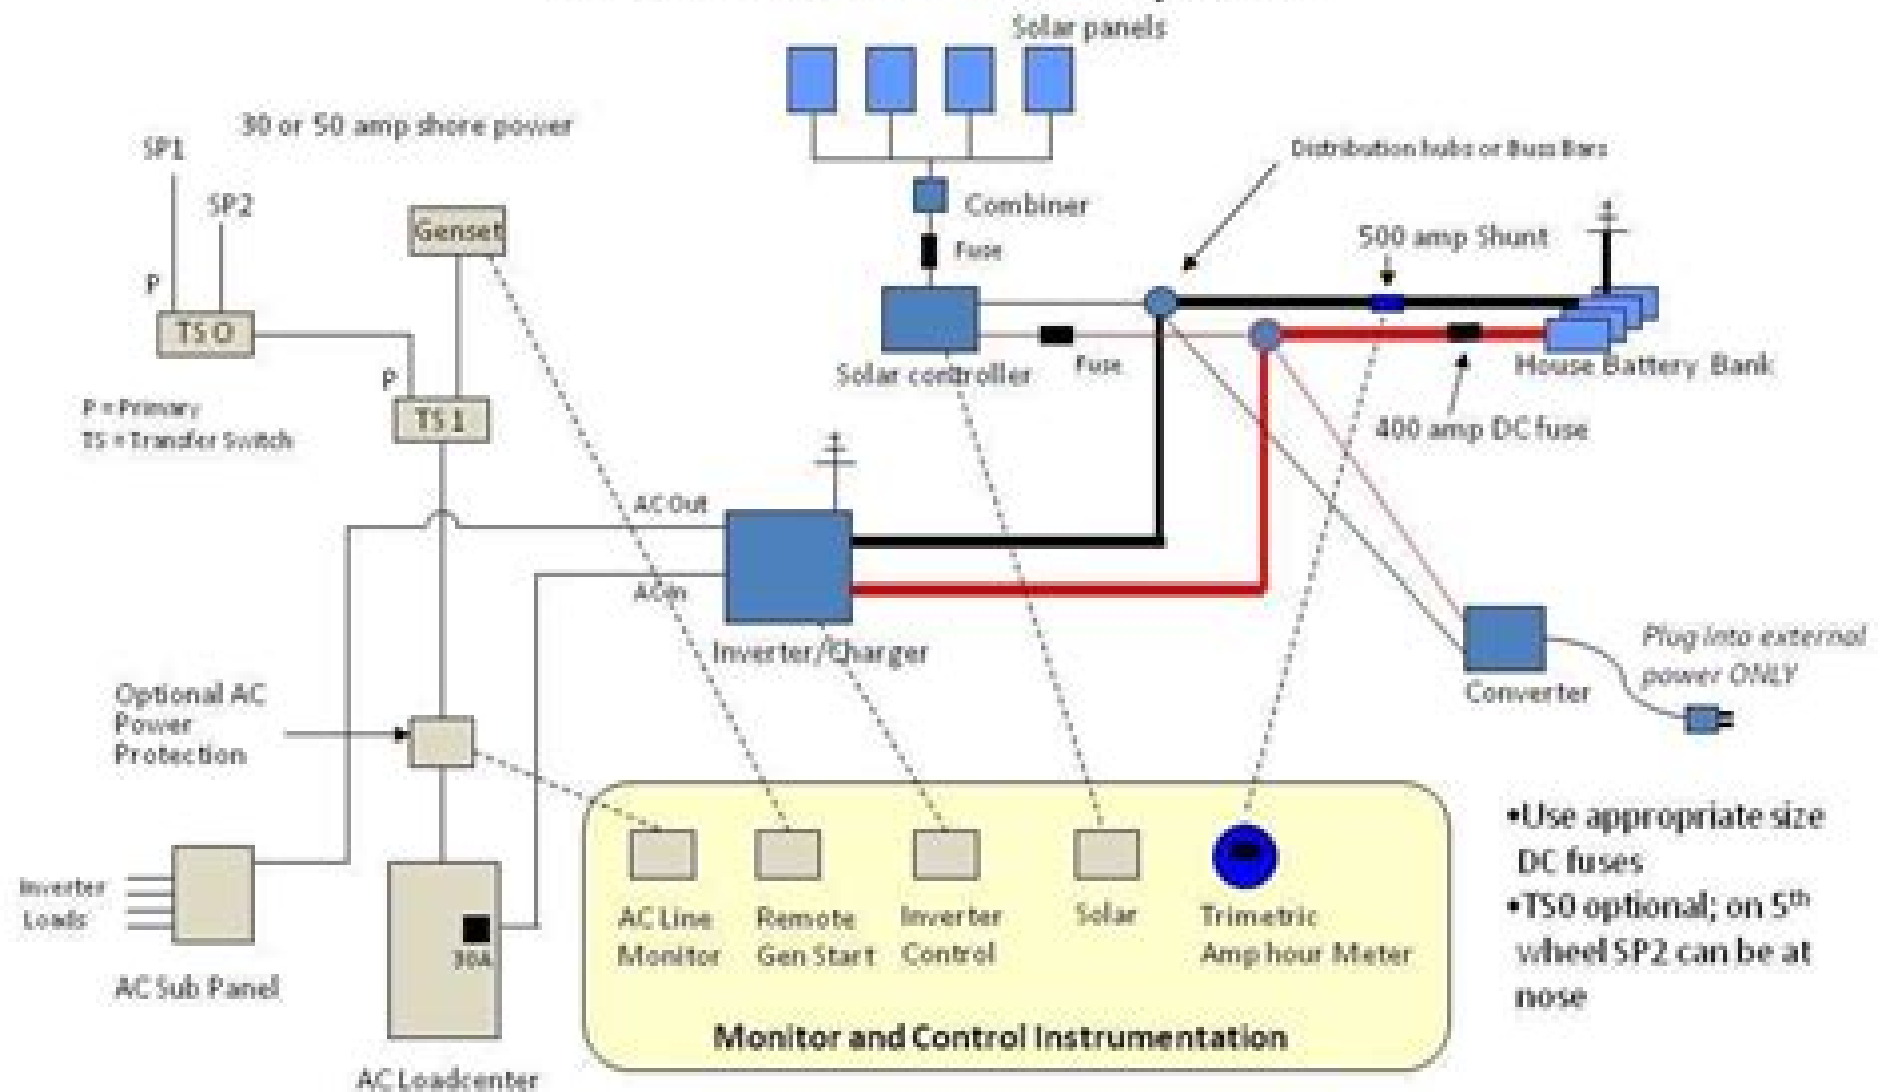 Solar panels
30 or 50 amp shore power
SP1
SP2
Distribution hubs or Buss Bars
Combiner
Genset
500 amp Shunt
Fuse
P
TS 0
Solar controller
Fuse
House Battery Bank
P
P = Primary
TS = Transfer Switch
TS 1
400 amp DC fuse
AC Out
AC In
Inverter/Charger
Plug into external
power ONLY
Converter
Optional AC
Power
Protection
•Use appropriate size
DC fuses
•TS0 optional; on 5th
wheel SP2 can be at
nose
Inverter
Loads
AC Line
Monitor
Remote
Gen Start
Inverter
Control
Solar
Trimetric
Amp hour Meter
30A
AC Sub Panel
Monitor and Control Instrumentation
AC Loadcenter